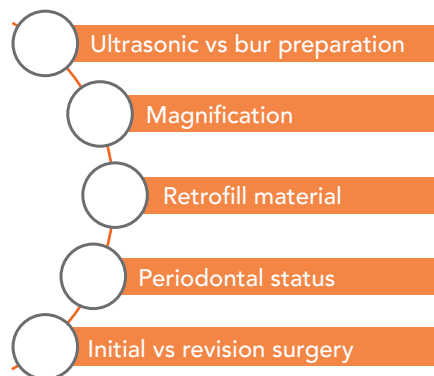 Ultrasonic vs bur preparation
Magnification
Retrofill material
Periodontal status
Initial vs revision surgery